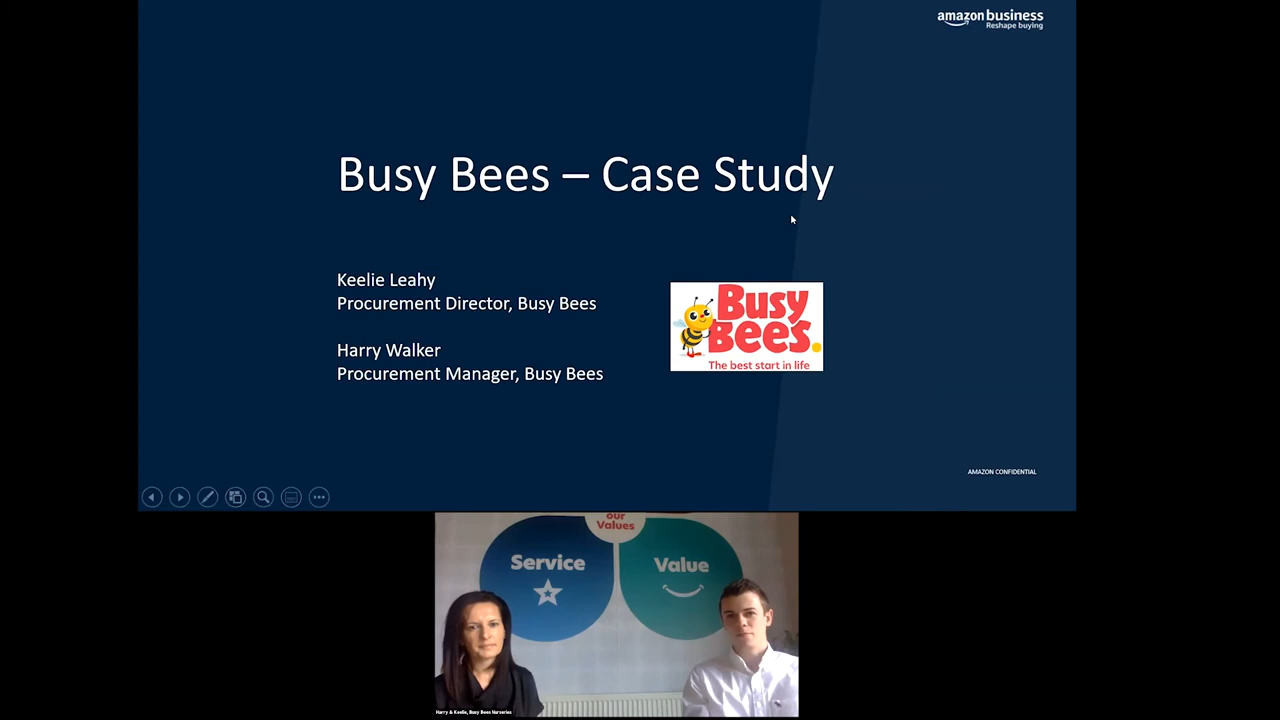 amazon business
Reshape buying
Busy Bees – Case Study
Keelie Leahy
Procurement Director, Busy Bees
Harry Walker
Procurement Manager, Busy Bees
Busy
Bees.
The best start in life
AMAZON CONFIDENTIAL
our
Values
Service
Value
Harry & Keelie, Busy Bees Nurseries